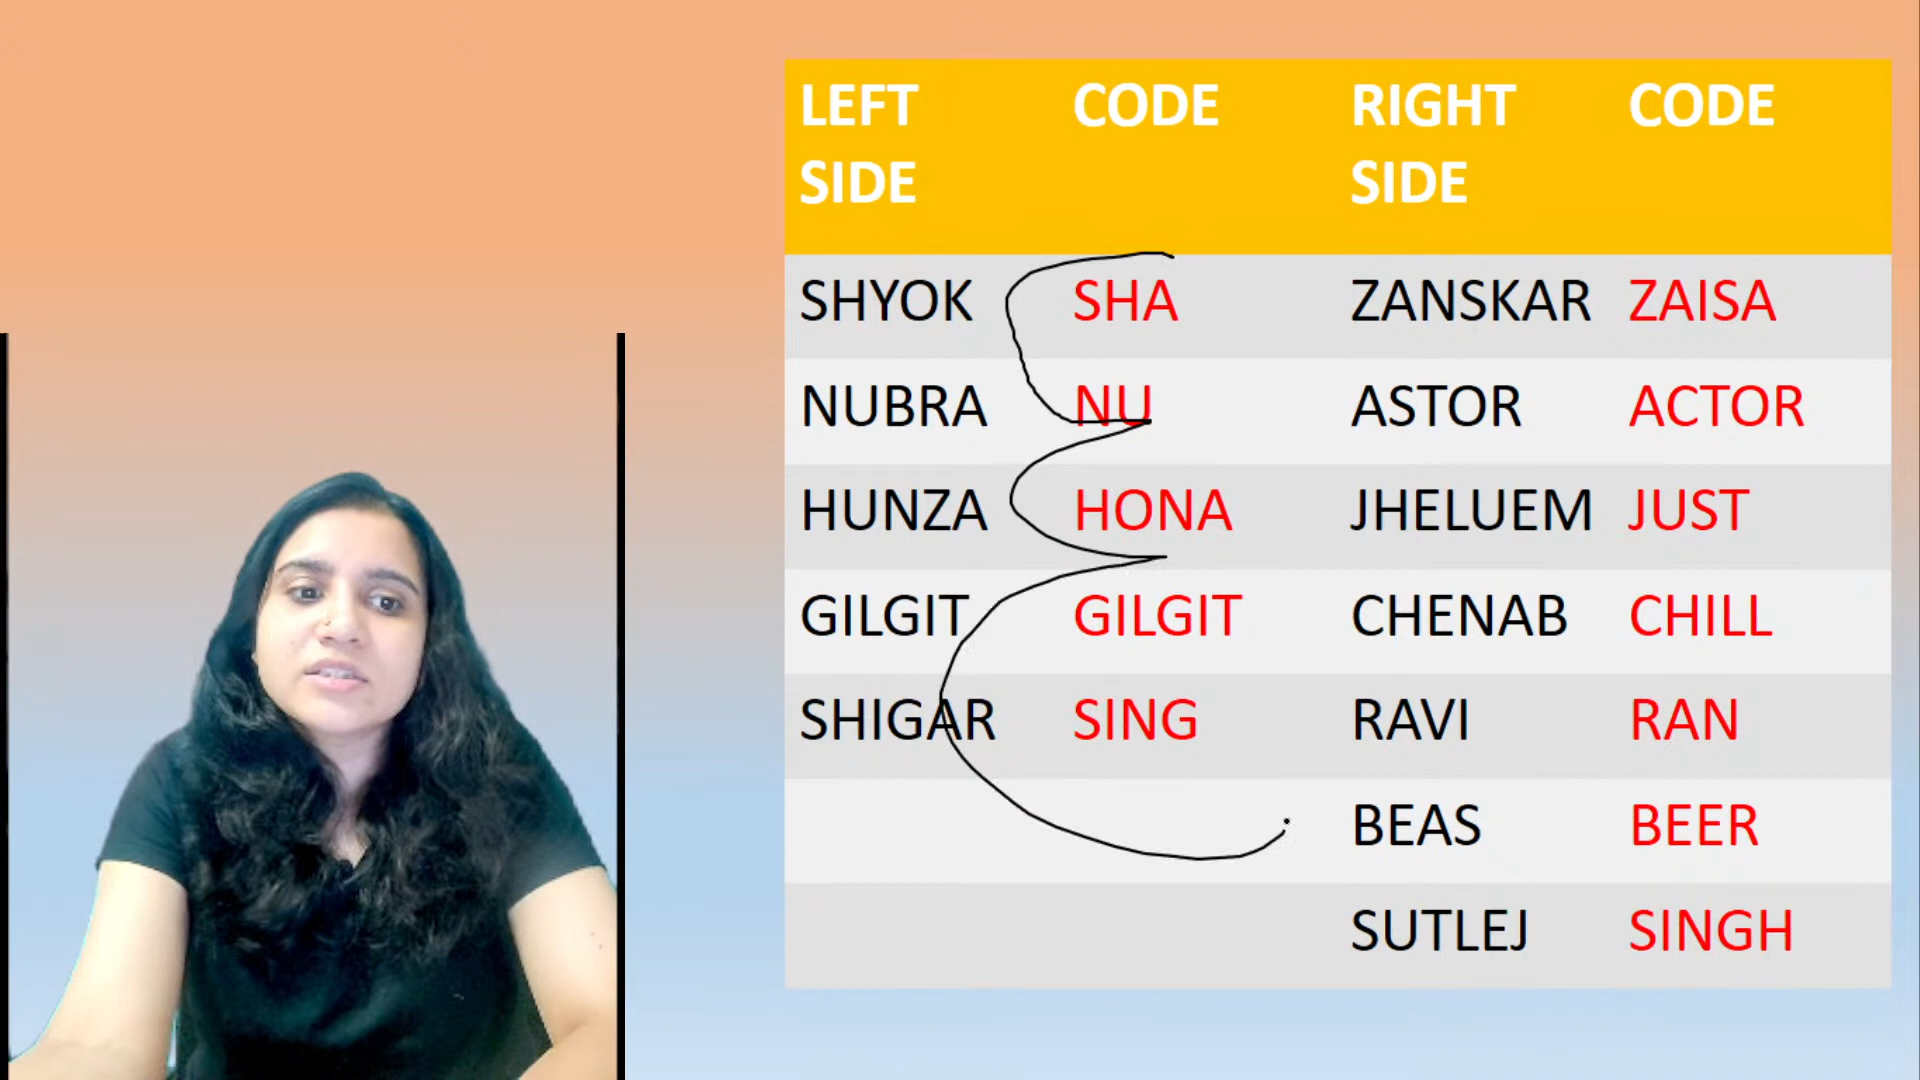 LEFT SIDE CODE RIGHT SIDE CODE
SHYOK SHA ZANSKAR ZAISA
NUBRA NU ASTOR ACTOR
HUNZA HONA JHELUEM JUST
GILGIT GILGIT CHENAB CHILL
SHIGAR SING RAVI RAN
BEAS BEER
SUTLEJ SINGH